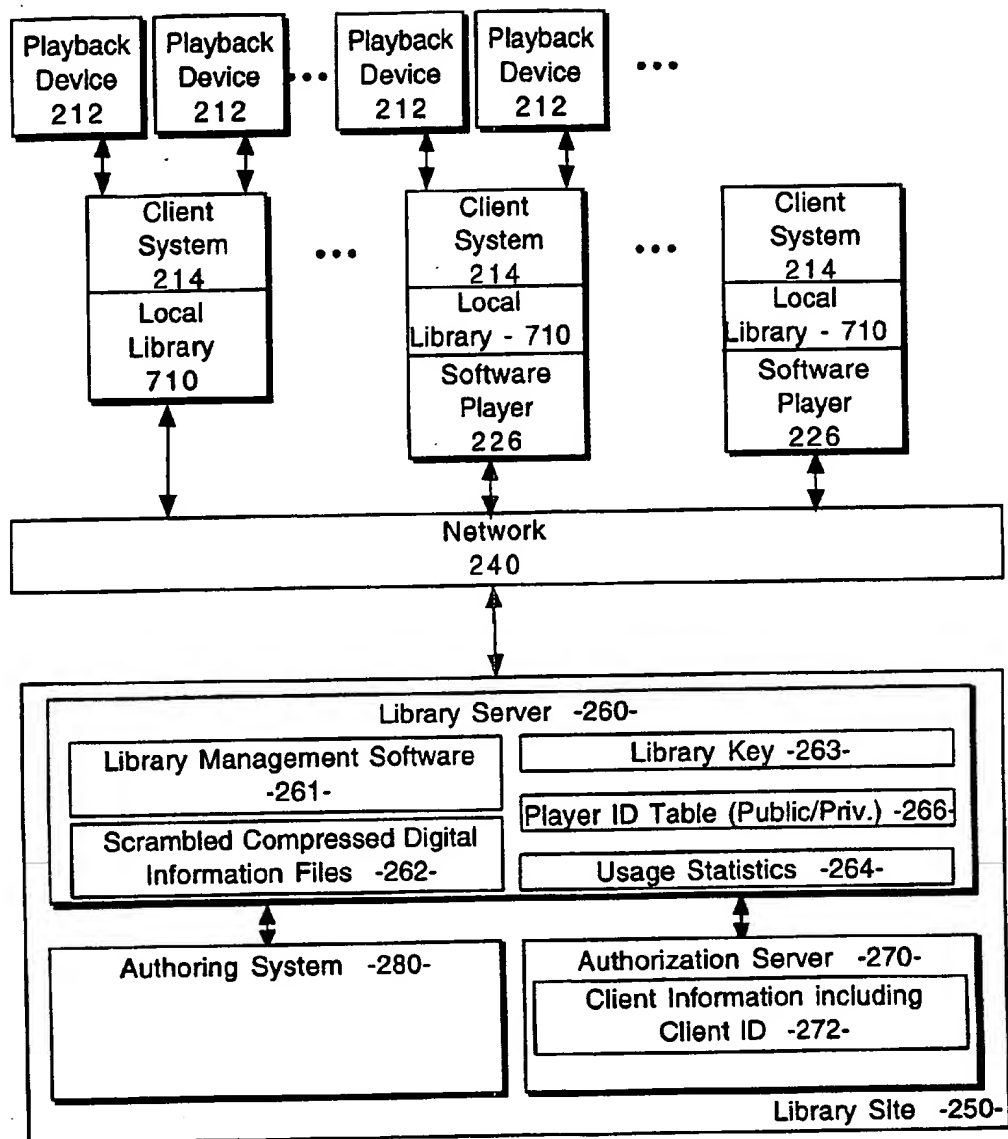 Playback
Device
212
Playback
Device
212
Playback
Device
212
Playback
Device
212
Client
System
214
Local
Library
710
Client
System
214
Local
Library - 710
Software
Player
226
Client
System
214
Local
Library - 710
Software
Player
226
Network
240
Library Server -260-
Library Management Software
-261-
Scrambled Compressed Digital
Information Files -262-
Library Key -263-
Player ID Table (Public/Priv.) -266-
Usage Statistics -264-
Authoring System -280-
Authorization Server -270-
Client Information including
Client ID -272-
Library Site -250-